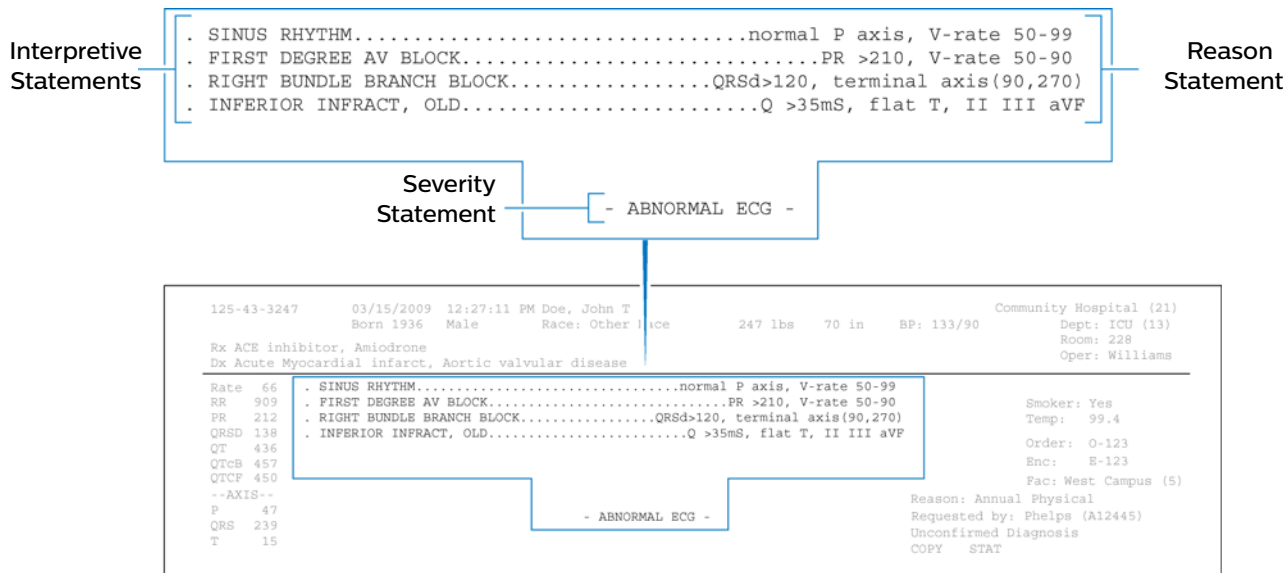 Interpretive
Statements
. SINUS RHYTHM..................................normal P axis, V-rate 50-99
. FIRST DEGREE AV BLOCK...............................PR >210, V-rate 50-90
. RIGHT BUNDLE BRANCH BLOCK.................QRSd>120, terminal axis(90,270)
. INFERIOR INFRACT, OLD.........................Q >35mS, flat T, II III aVF
Reason
Statement
Severity
Statement
- ABNORMAL ECG -
125-43-3247 03/15/2009 12:27:11 PM Doe, John T Community Hospital (21)
Born 1936 Male Race: Other 247 lbs 70 in BP: 133/90 Dept: ICU (13)
Room: 228
Rx ACE inhibitor, Amiodrone Oper: Williams
Dx Acute Myocardial infarct, Aortic valvular disease
Rate 66 . SINUS RHYTHM................................normal P axis, V-rate 50-99
RR 909 . FIRST DEGREE AV BLOCK.............................PR >210, V-rate 50-90 Smoker: Yes
PR 212 . RIGHT BUNDLE BRANCH BLOCK................QRSd>120, terminal axis(90,270) Temp: 99.4
QRSD 138 . INFERIOR INFRACT, OLD........................Q >35mS, flat T, II III aVF
QT 436 Order: O-123
QTcB 457 Enc: E-123
QTCF 450 Fac: West Campus (5)
--AXIS-- Reason: Annual Physical
P 47 - ABNORMAL ECG - Requested by: Phelps (A12445)
QRS 239 Unconfirmed Diagnosis
T 15 COPY STAT